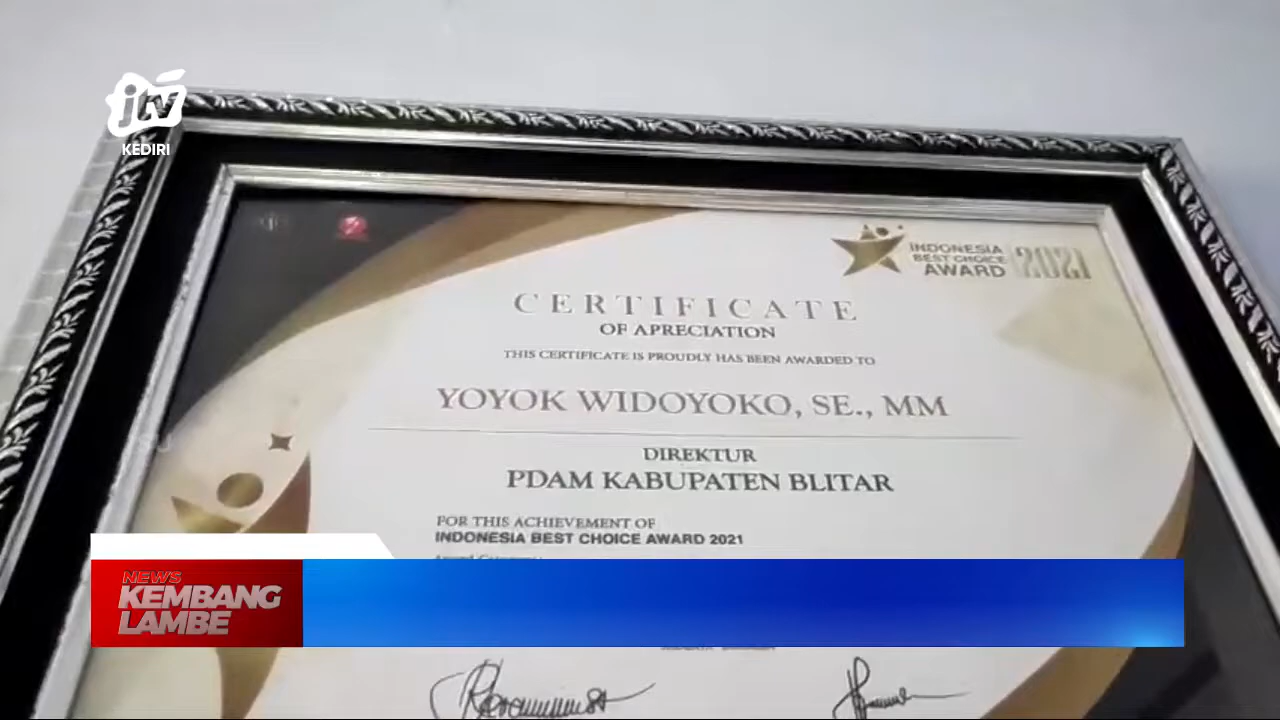 iTV
KEDIRI
INDONESIA
BEST CHOICE
AWARD
2021
CERTIFICATE
OF APRECIATION
THIS CERTIFICATE IS PROUDLY HAS BEEN AWARDED TO
YOYOK WIDOYOKO, SE., MM
DIREKTUR
PDAM KABUPATEN BLITAR
FOR THIS ACHIEVEMENT OF
INDONESIA BEST CHOICE AWARD 2021
NEWS
KEMBANG
LAMBE